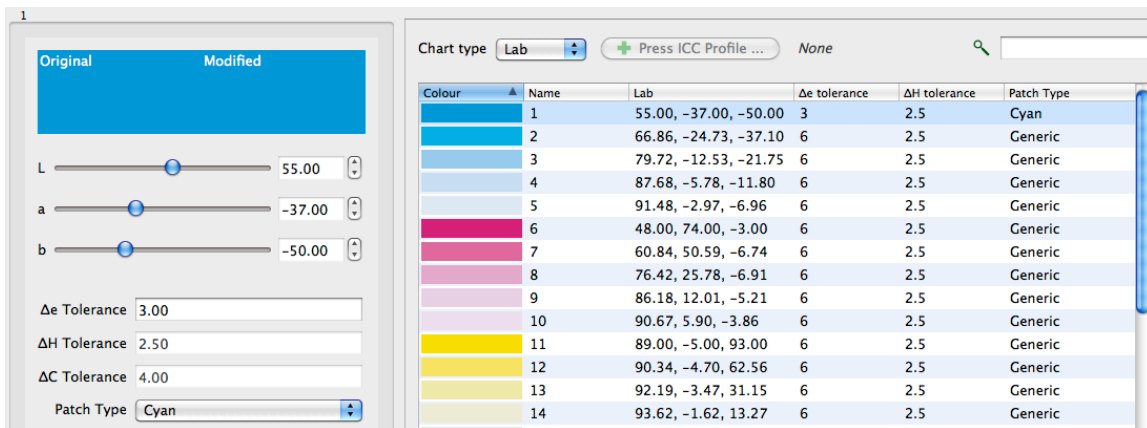 1
Original Modified
L 55.00
a -37.00
b -50.00
Δe Tolerance 3.00
ΔH Tolerance 2.50
ΔC Tolerance 4.00
Patch Type Cyan
Chart type Lab Press ICC Profile ... None
Colour Name Lab Δe tolerance ΔH tolerance Patch Type
1 55.00, -37.00, -50.00 3 2.5 Cyan
2 66.86, -24.73, -37.10 6 2.5 Generic
3 79.72, -12.53, -21.75 6 2.5 Generic
4 87.68, -5.78, -11.80 6 2.5 Generic
5 91.48, -2.97, -6.96 6 2.5 Generic
6 48.00, 74.00, -3.00 6 2.5 Generic
7 60.84, 50.59, -6.74 6 2.5 Generic
8 76.42, 25.78, -6.91 6 2.5 Generic
9 86.18, 12.01, -5.21 6 2.5 Generic
10 90.67, 5.90, -3.86 6 2.5 Generic
11 89.00, -5.00, 93.00 6 2.5 Generic
12 90.34, -4.70, 62.56 6 2.5 Generic
13 92.19, -3.47, 31.15 6 2.5 Generic
14 93.62, -1.62, 13.27 6 2.5 Generic